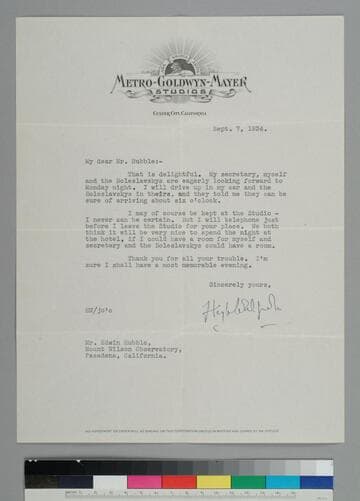 METRO-GOLDWYN-MAYER
STUDIOS
CULVER CITY, CALIFORNIA
Sept. 7, 1934.
My dear Mr. Hubble:-
That is delightful. My secretary, myself
and the Boleslavskys are eagerly looking forward to
Monday night. I will drive up in my car and the
Boleslavskys in theirs, and they told me they can be
sure of arriving about six o'clock.
I may of course be kept at the Studio -
I never can be certain. But I will telephone just
before I leave the Studio for your place. We both
think it will be very nice to spend the night at
the hotel, if I could have a room for myself and
secretary and the Boleslavskys could have a room.
Thank you for all your trouble. I'm
sure I shall have a most memorable evening.
Sincerely yours,
HW/jo'c
Mr. Edwin Hubble,
Mount Wilson Observatory,
Pasadena, California.